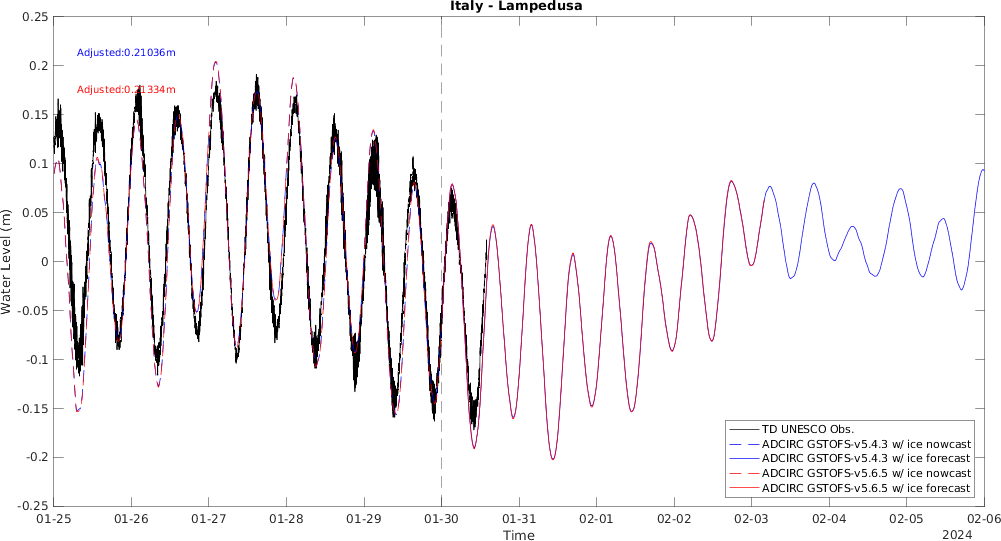 Italy - Lampedusa
0.25
0.2
0.15
0.1
0.05
0
-0.05
-0.1
-0.15
-0.2
-0.25
Water Level (m)
Adjusted:0.21036m
Adjusted:0.21334m
TD UNESCO Obs.
ADCIRC GSTOFS-v5.4.3 w/ ice nowcast
ADCIRC GSTOFS-v5.4.3 w/ ice forecast
ADCIRC GSTOFS-v5.6.5 w/ ice nowcast
ADCIRC GSTOFS-v5.6.5 w/ ice forecast
01-25 01-26 01-27 01-28 01-29 01-30 01-31 02-01 02-02 02-03 02-04 02-05 02-06
Time
2024